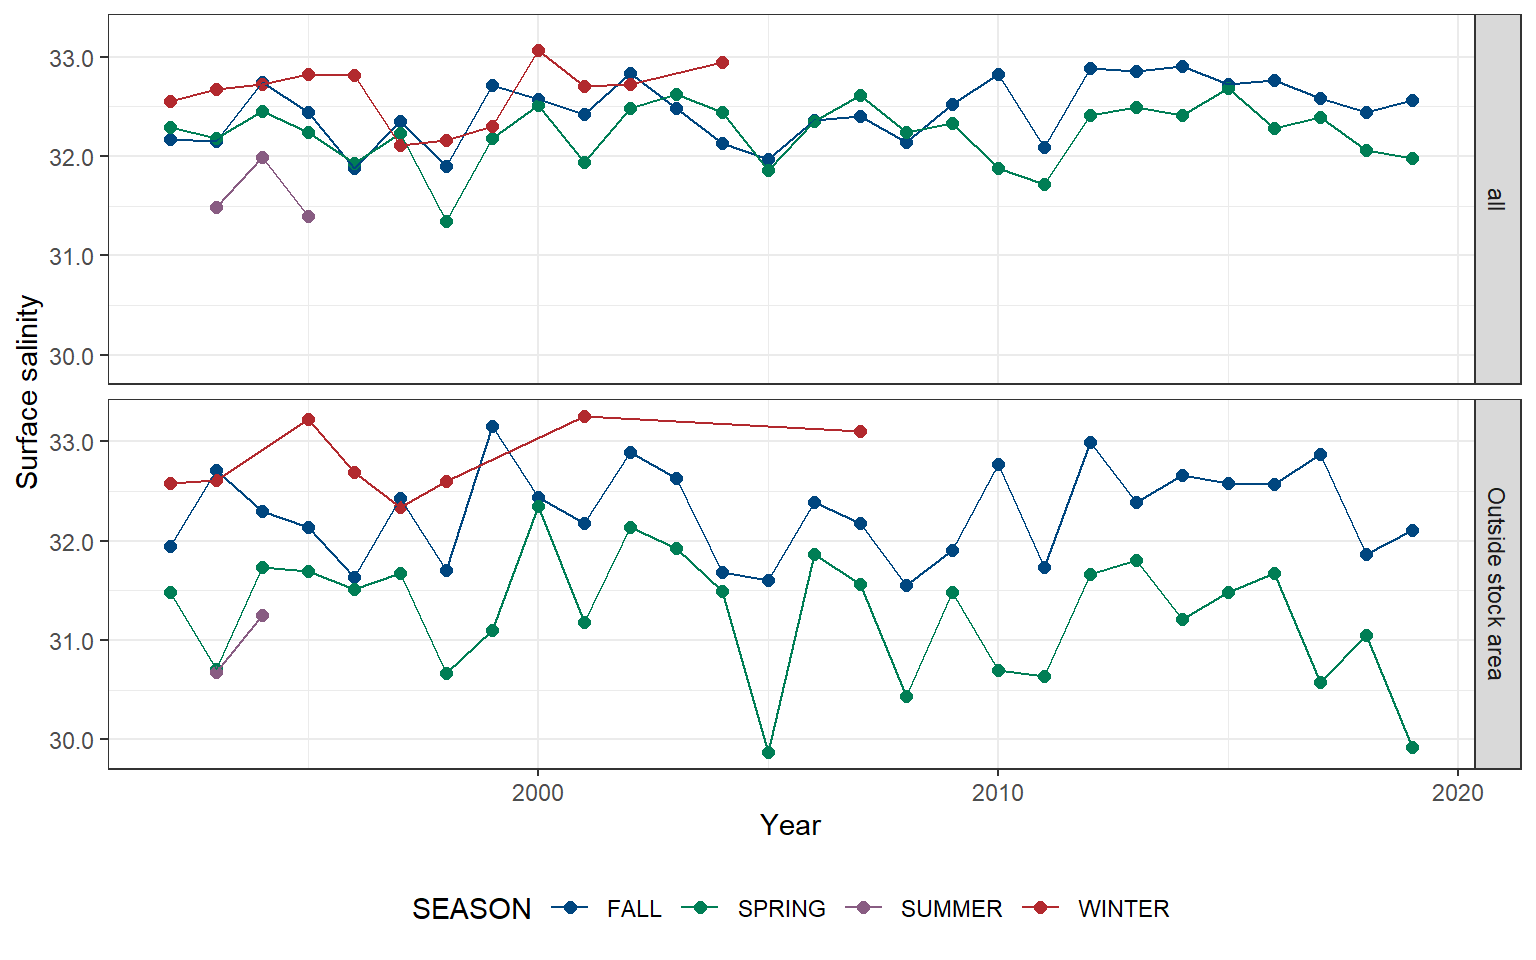 Surface salinity
33.0
32.0
31.0
30.0
all
33.0
32.0
31.0
30.0
Outside stock area
2000
2010
2020
Year
SEASON FALL SPRING SUMMER WINTER